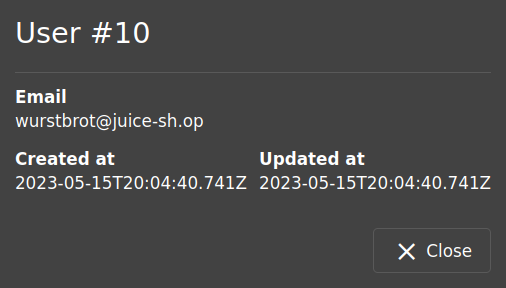 User #10
Email
wurstbrot@juice-sh.op
Created at Updated at
2023-05-15T20:04:40.741Z 2023-05-15T20:04:40.741Z
Close